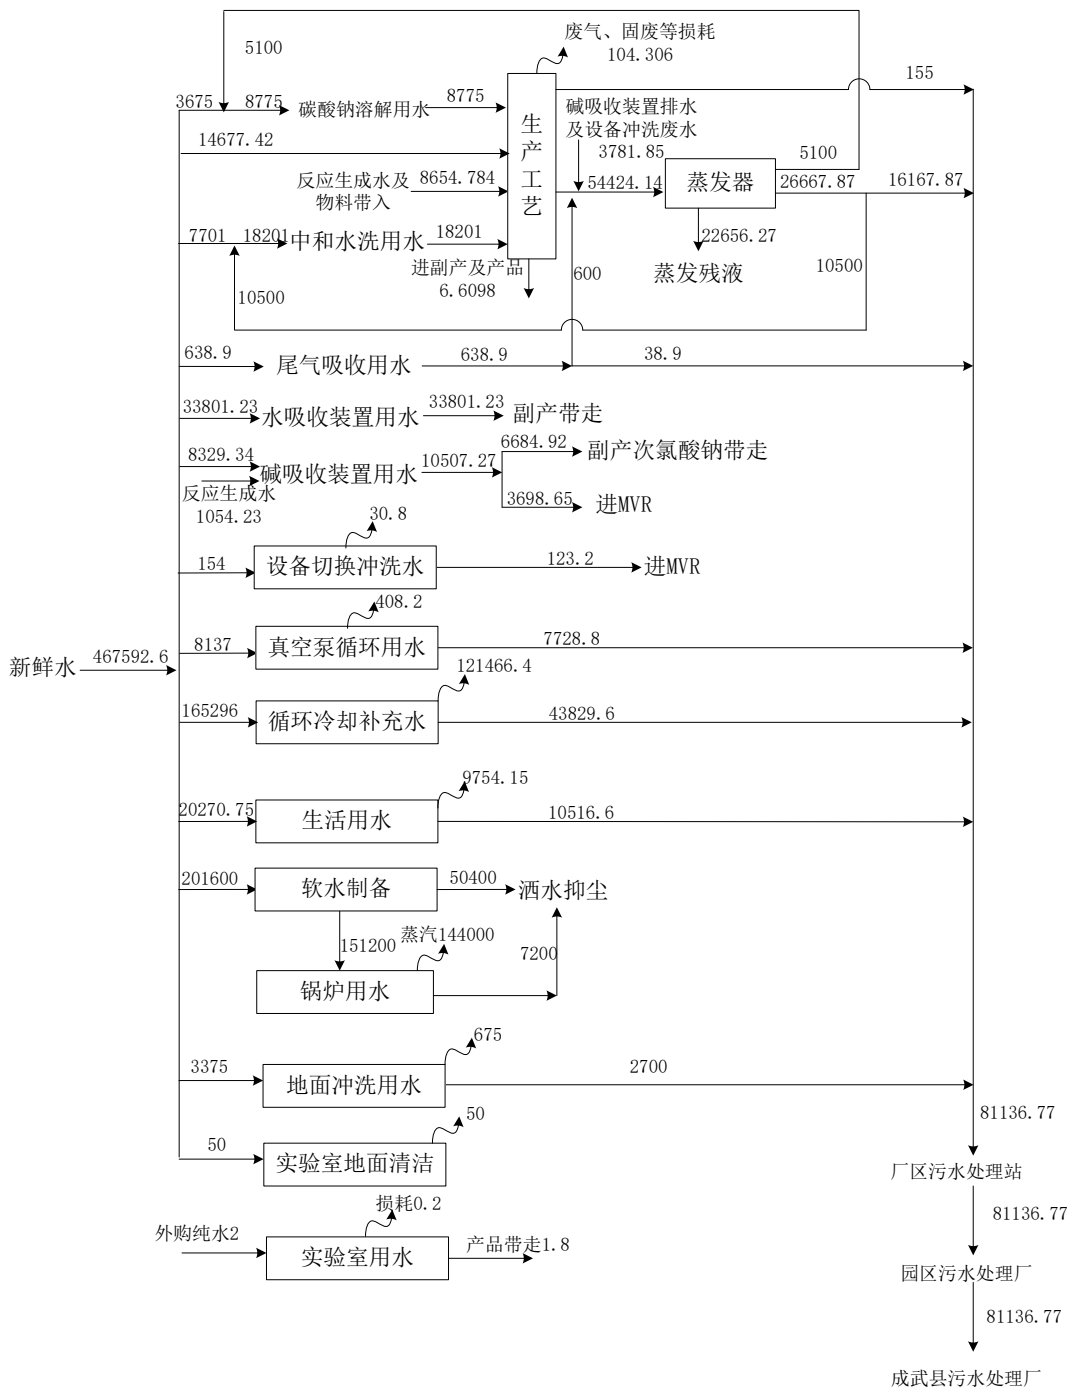 废气、固废等损耗
104.306
5100
155
3675
8775
碳酸钠溶解用水
8775
碱吸收装置排水
及设备冲洗废水
14677.42
生产工艺
3781.85
5100
反应生成水及
物料带入
8654.784
54424.14
蒸发器
26667.87
16167.87
7701
18201
中和水洗用水
18201
22656.27
进副产及产品
6.6098
600
蒸发残液
10500
10500
638.9
尾气吸收用水
638.9
38.9
33801.23
水吸收装置用水
33801.23
副产带走
8329.34
碱吸收装置用水
10507.27
6684.92
副产次氯酸钠带走
反应生成水
1054.23
3698.65
进MVR
30.8
154
设备切换冲洗水
123.2
进MVR
408.2
8137
真空泵循环用水
7728.8
新鲜水
467592.6
121466.4
165296
循环冷却补充水
43829.6
9754.15
20270.75
生活用水
10516.6
201600
软水制备
50400
洒水抑尘
151200
蒸汽144000
7200
锅炉用水
675
3375
地面冲洗用水
2700
81136.77
50
50
实验室地面清洁
厂区污水处理站
损耗0.2
81136.77
外购纯水2
实验室用水
产品带走1.8
园区污水处理厂
81136.77
成武县污水处理厂